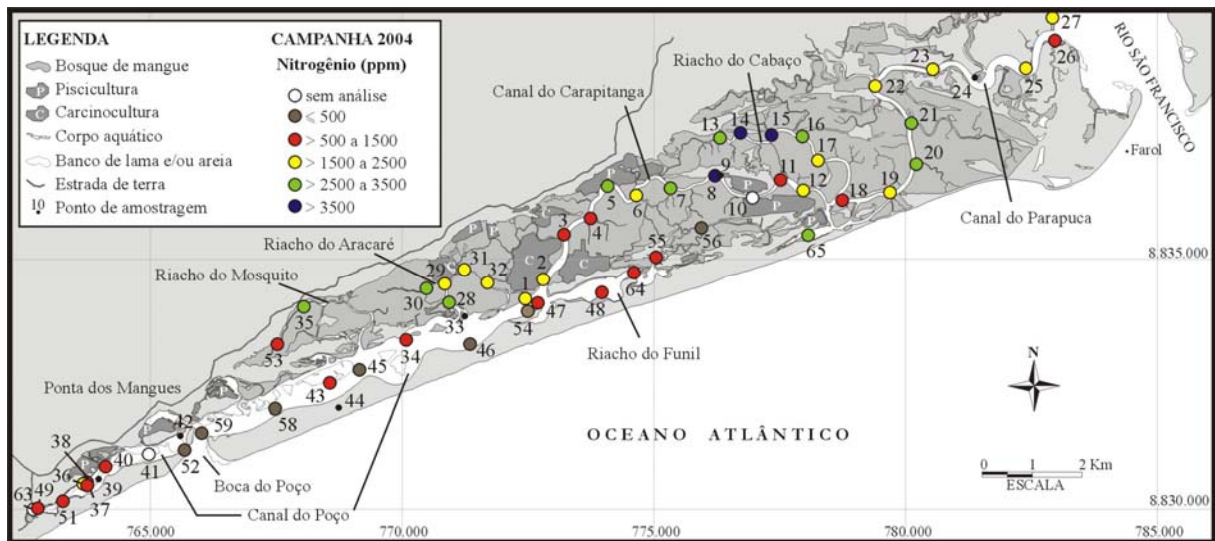 LEGENDA
Bosque de mangue
P Piscicultura
C Carcinocultura
Corpo aquático
Banco de lama e/ou areia
Estrada de terra
10 Ponto de amostragem
CAMPANHA 2004
Nitrogênio (ppm)
sem análise
≤ 500
> 500 a 1500
> 1500 a 2500
> 2500 a 3500
> 3500
27
26
RIO SÃO FRANCISCO
Riacho do Cabaço
23
24
25
22
Canal do Carapitanga
13
14
15
16
21
17
Farol
20
P
5
6
7
9
8
11
10
12
P
18
19
Canal do Parapuca
3
4
56
P
65
8.835.000
Riacho do Aracaré
P
P
C
31
29
32
C
C
55
Riacho do Mosquito
30
28
2
1
64
35
33
54
47
48
53
34
46
Riacho do Funil
N
Ponta dos Mangues
P
45
43
44
42
P
59
58
OCEANO ATLÂNTICO
38
P
40
41
52
0 1 2 Km
ESCALA
36
39
Boca do Poço
63
49
51
37
Canal do Poço
8.830.000
765.000
770.000
775.000
780.000
785.000